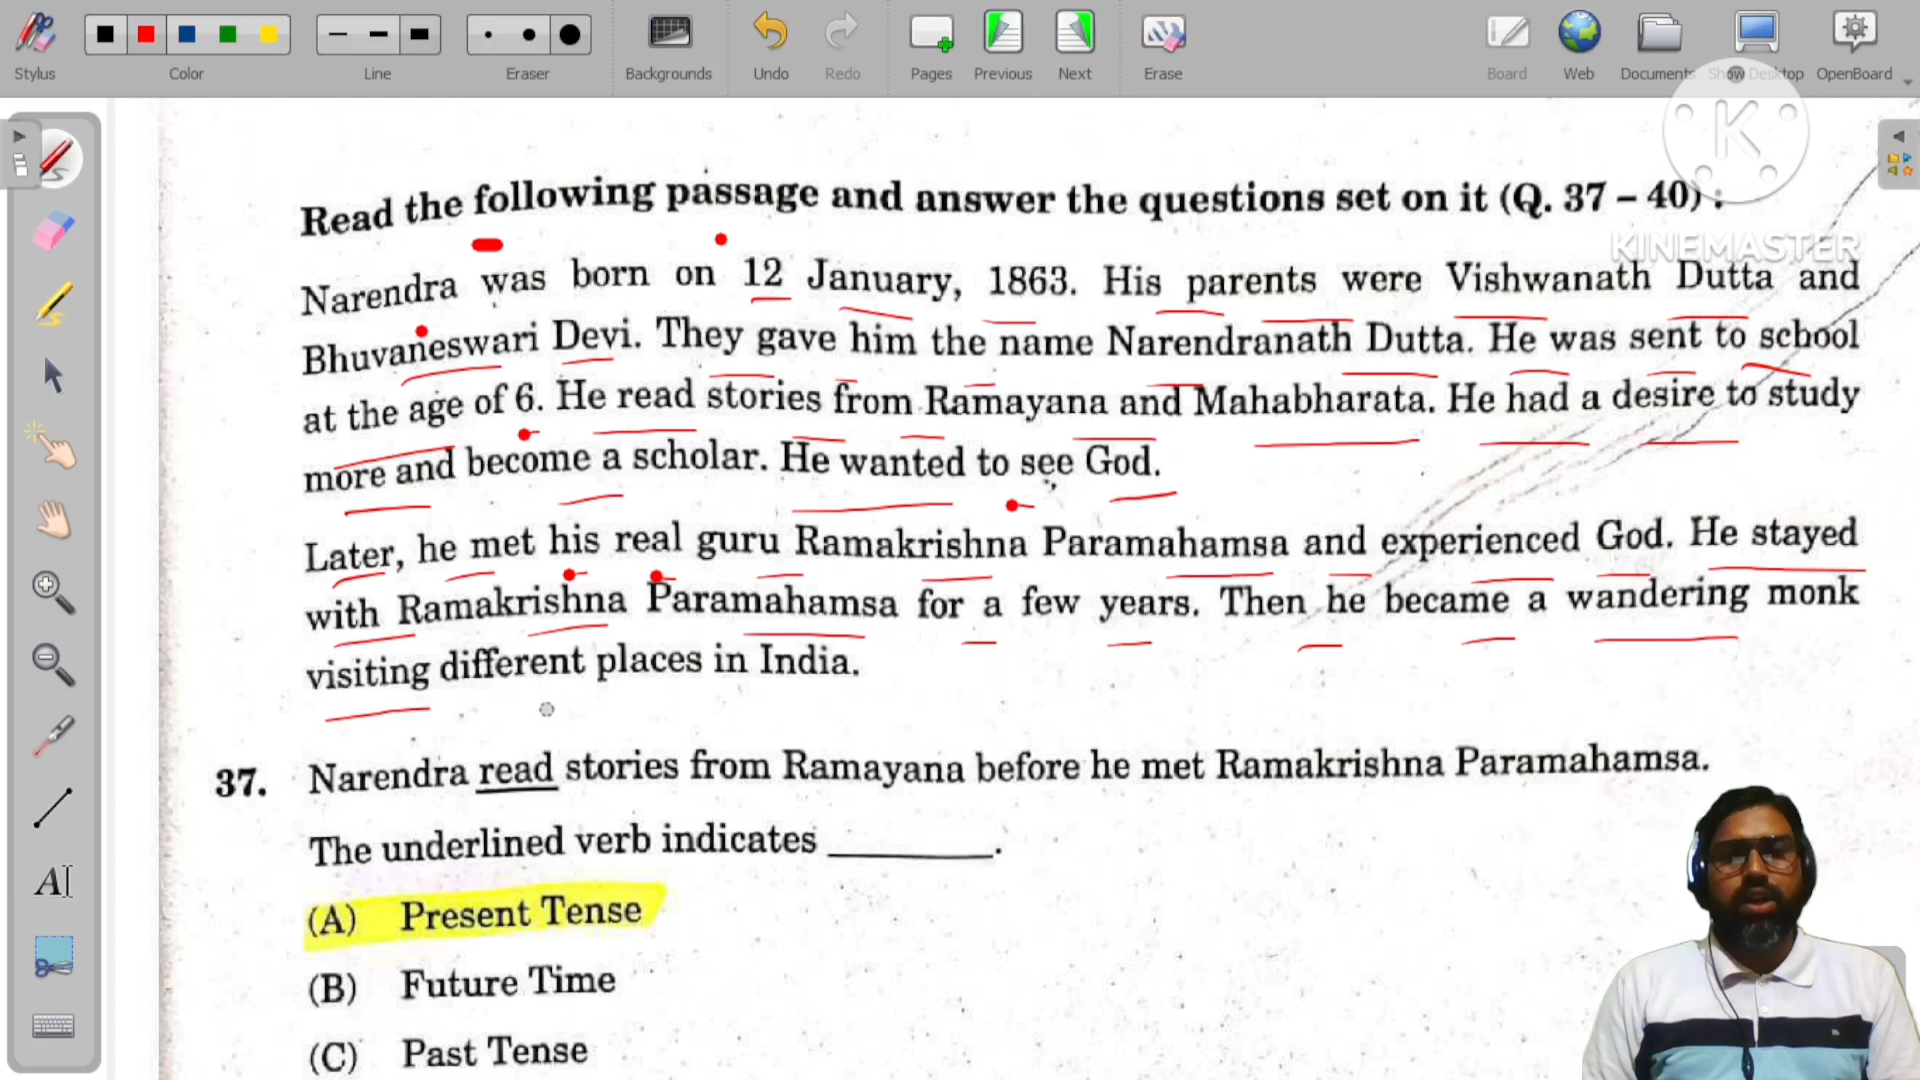 Stylus Color Line Eraser Backgrounds Undo Redo Pages Previous Next Erase Board Web Documents Show Desktop OpenBoard
K
KINEMASTER
Read the following passage and answer the questions set on it (Q. 37 – 40) :
Narendra was born on 12 January, 1863. His parents were Vishwanath Dutta and
Bhuvaneswari Devi. They gave him the name Narendranath Dutta. He was sent to school
at the age of 6. He read stories from Ramayana and Mahabharata. He had a desire to study
more and become a scholar. He wanted to see God.
Later, he met his real guru Ramakrishna Paramahamsa and experienced God. He stayed
with Ramakrishna Paramahamsa for a few years. Then he became a wandering monk
visiting different places in India.
37. Narendra read stories from Ramayana before he met Ramakrishna Paramahamsa.
The underlined verb indicates __________.
(A) Present Tense
(B) Future Time
(C) Past Tense